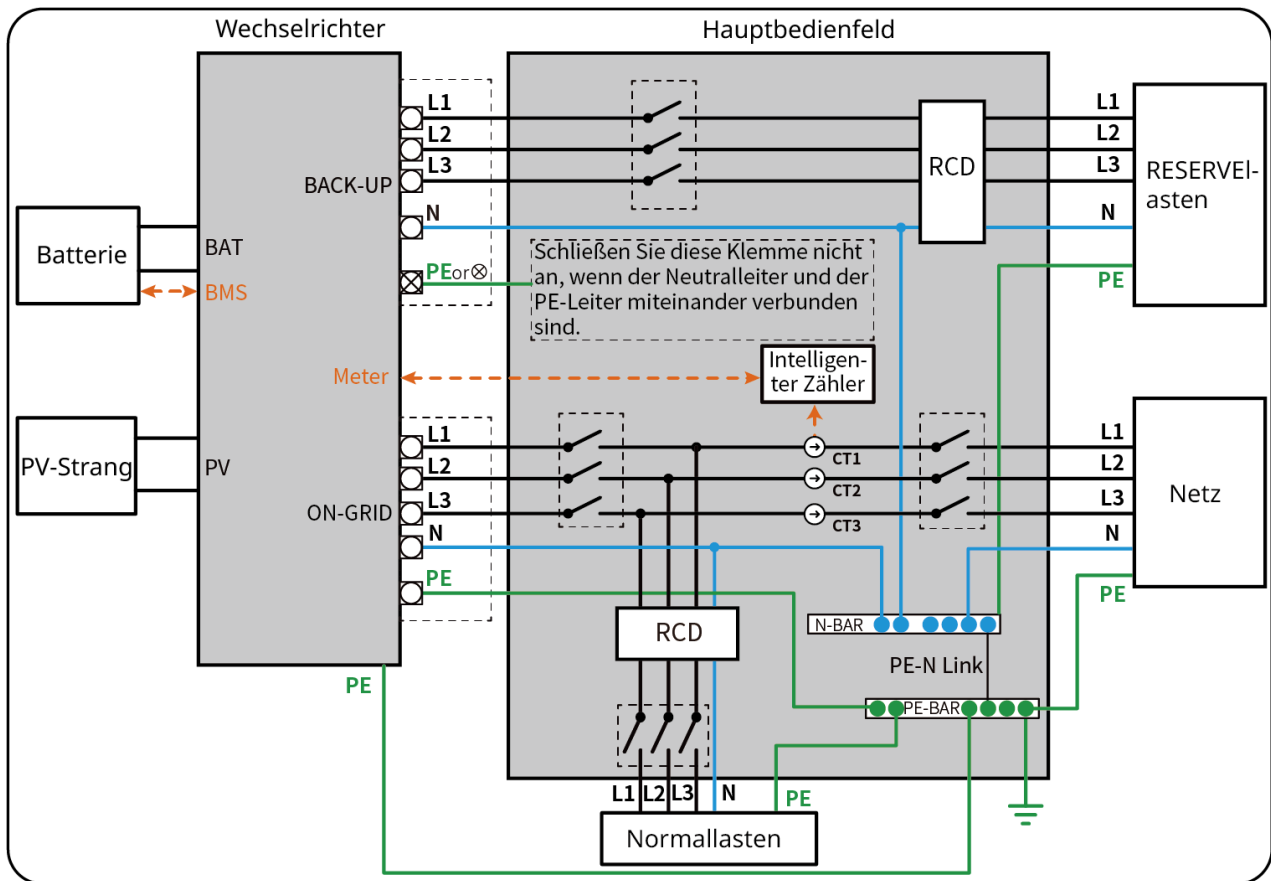 Wechselrichter
Hauptbedienfeld
L1
L2
L3
N
PEor⊗
BACK-UP
RCD
L1
L2
L3
N
PE
RESERVEl-
asten
Batterie
BAT
BMS
Schließen Sie diese Klemme nicht
an, wenn der Neutralleiter und der
PE-Leiter miteinander verbunden
sind.
Meter
Intelligen-
ter Zähler
PV-Strang
PV
ON-GRID
L1
L2
L3
N
PE
CT1
CT2
CT3
L1
L2
L3
N
PE
Netz
RCD
N-BAR
PE-N Link
PE-BAR
PE
L1 L2 L3 N PE
Normallasten